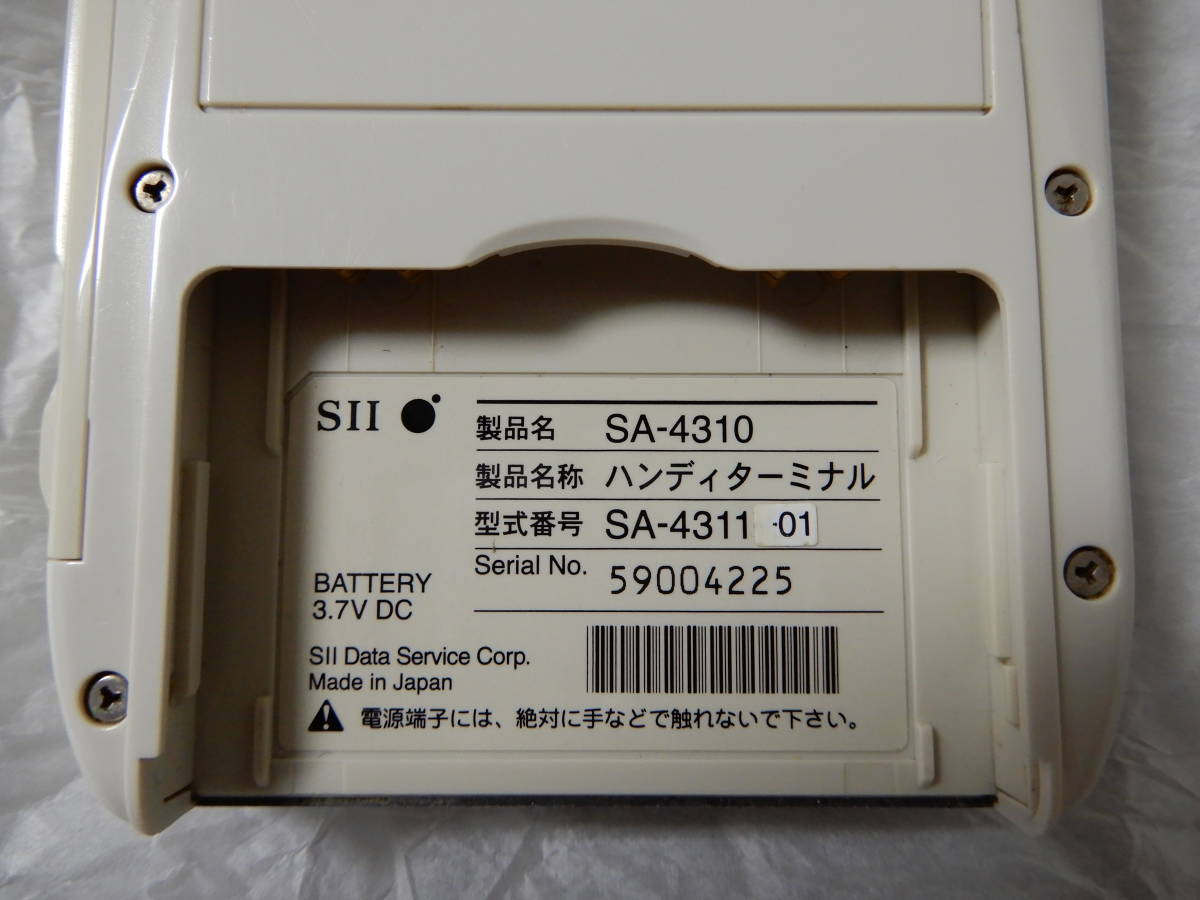 SII
製品名 SA-4310
製品名称 ハンディターミナル
型式番号 SA-4311 -01
Serial No. 59004225
BATTERY
3.7V DC
SII Data Service Corp.
Made in Japan
電源端子には、絶対に手などで触れないで下さい。